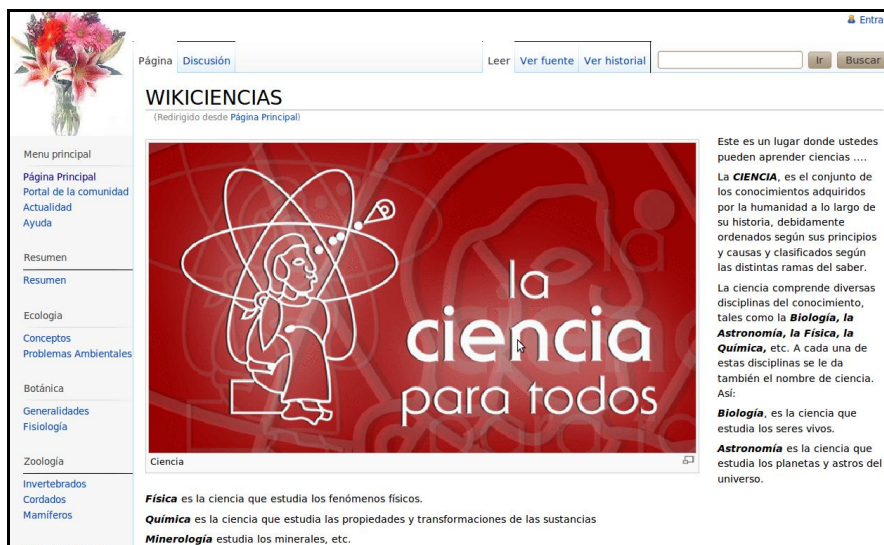 Entra
Página Discusión Leer Ver fuente Ver historial Ir Buscar
WIKICIENCIAS
(Redirigido desde Página Principal)
Menu principal
Página Principal
Portal de la comunidad
Actualidad
Ayuda
Resumen
Resumen
Ecologia
Conceptos
Problemas Ambientales
Botánica
Generalidades
Fisiología
Zoología
Invertebrados
Cordados
Mamíferos
la
ciencia
para todos
Ciencia
Este es un lugar donde ustedes
pueden aprender ciencias ....
La CIENCIA, es el conjunto de
los conocimientos adquiridos
por la humanidad a lo largo de
su historia, debidamente
ordenados según sus principios
y causas y clasificados según
las distintas ramas del saber.
La ciencia comprende diversas
disciplinas del conocimiento,
tales como la Biología, la
Astronomía, la Física, la
Química, etc. A cada una de
estas disciplinas se le da
también el nombre de ciencia.
Así:
Biología, es la ciencia que
estudia los seres vivos.
Astronomía es la ciencia que
estudia los planetas y astros del
universo.
Física es la ciencia que estudia los fenómenos físicos.
Química es la ciencia que estudia las propiedades y transformaciones de las sustancias
Minerología estudia los minerales, etc.